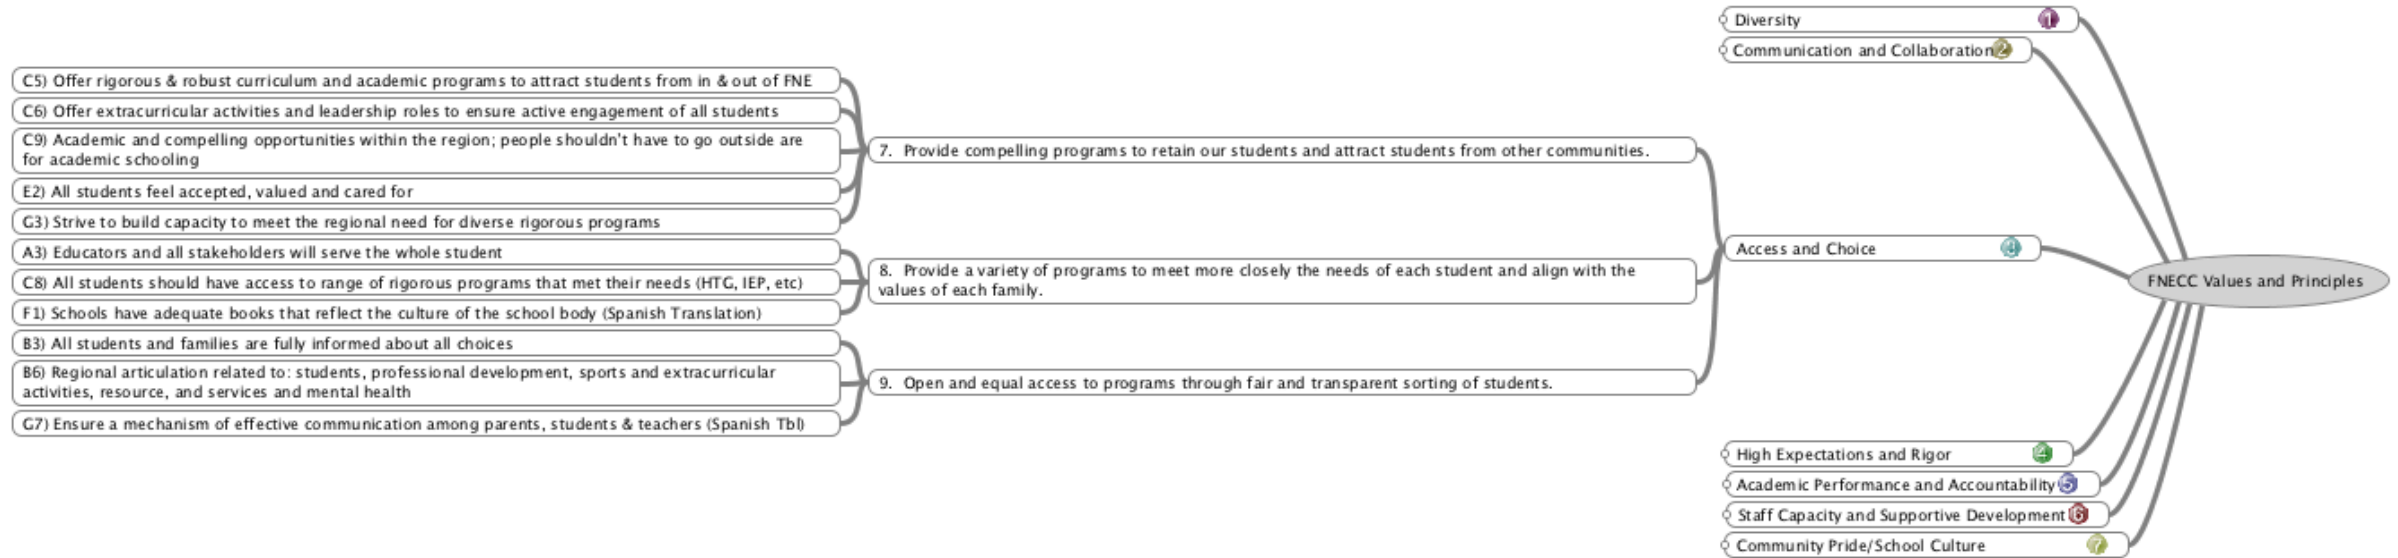 Diversity 1
Communication and Collaboration 2
C5) Offer rigorous & robust curriculum and academic programs to attract students from in & out of FNE
C6) Offer extracurricular activities and leadership roles to ensure active engagement of all students
C9) Academic and compelling opportunities within the region; people shouldn't have to go outside are
for academic schooling
E2) All students feel accepted, valued and cared for
G3) Strive to build capacity to meet the regional need for diverse rigorous programs
7. Provide compelling programs to retain our students and attract students from other communities.
A3) Educators and all stakeholders will serve the whole student
C8) All students should have access to range of rigorous programs that met their needs (HTG, IEP, etc)
F1) Schools have adequate books that reflect the culture of the school body (Spanish Translation)
8. Provide a variety of programs to meet more closely the needs of each student and align with the
values of each family.
B3) All students and families are fully informed about all choices
B6) Regional articulation related to: students, professional development, sports and extracurricular
activities, resource, and services and mental health
G7) Ensure a mechanism of effective communication among parents, students & teachers (Spanish Tbl)
9. Open and equal access to programs through fair and transparent sorting of students.
Access and Choice 3
FNECC Values and Principles
High Expectations and Rigor 4
Academic Performance and Accountability 5
Staff Capacity and Supportive Development 6
Community Pride/School Culture 7